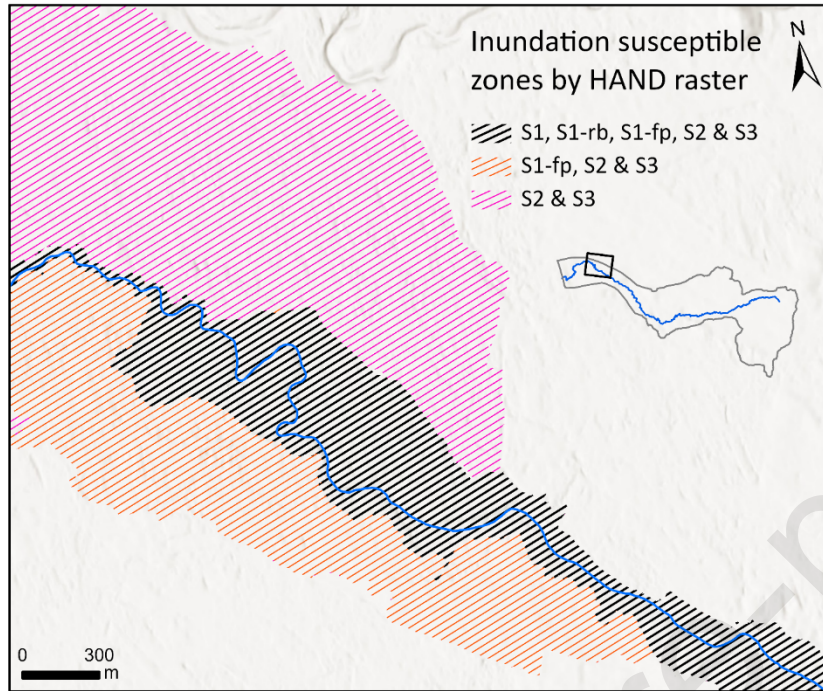 Inundation susceptible
zones by HAND raster
N
S1, S1-rb, S1-fp, S2 & S3
S1-fp, S2 & S3
S2 & S3
0 300
m